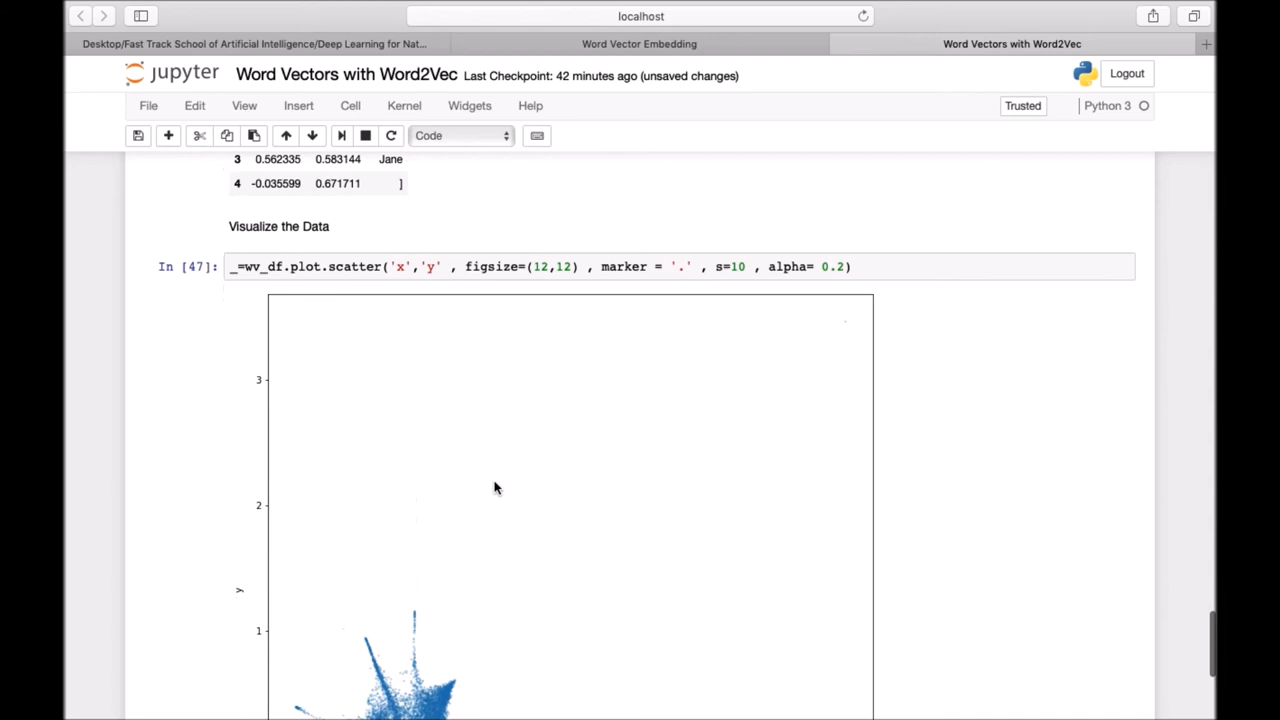 localhost
Desktop/Fast Track School of Artificial Intelligence/Deep Learning for Nat...
Word Vector Embedding
Word Vectors with Word2Vec
jupyter Word Vectors with Word2Vec Last Checkpoint: 42 minutes ago (unsaved changes)
Logout
File Edit View Insert Cell Kernel Widgets Help
Trusted
Python 3
Code
3 0.562335 0.583144 Jane
4 -0.035599 0.671711 ]
Visualize the Data
In [47]: _=wv_df.plot.scatter('x','y' , figsize=(12,12) , marker = '.' , s=10 , alpha= 0.2)
3
2
y
1